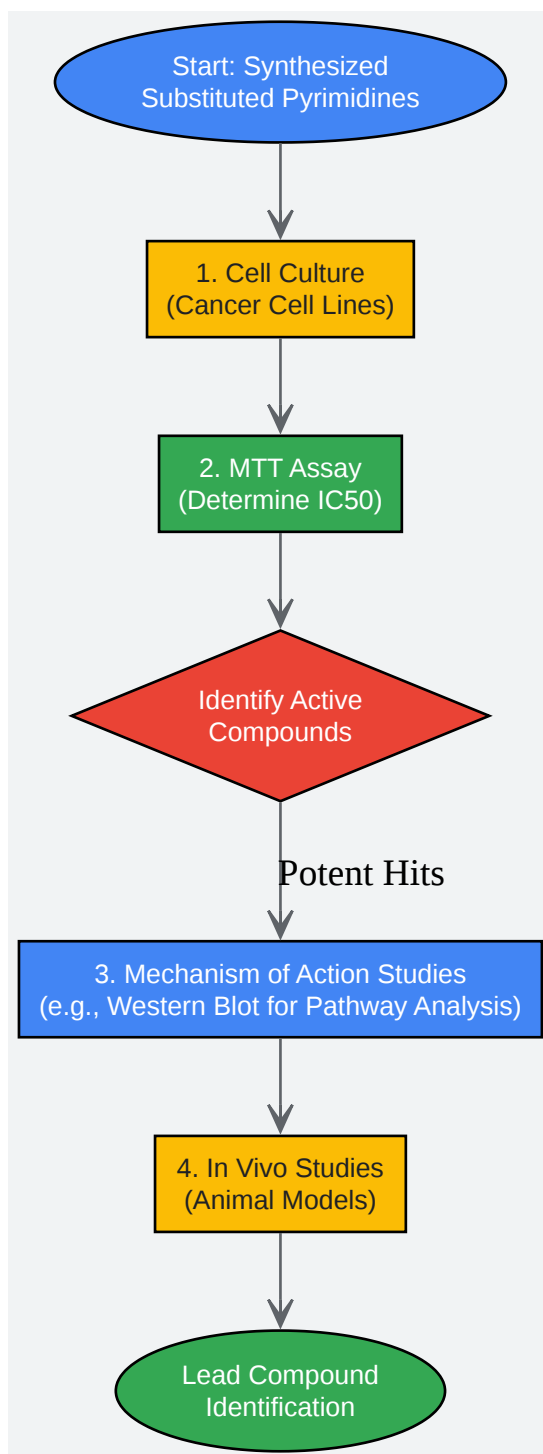 Start: Synthesized
Substituted Pyrimidines
1. Cell Culture
(Cancer Cell Lines)
2. MTT Assay
(Determine IC50)
Identify Active
Compounds
Potent Hits
3. Mechanism of Action Studies
(e.g., Western Blot for Pathway Analysis)
4. In Vivo Studies
(Animal Models)
Lead Compound
Identification